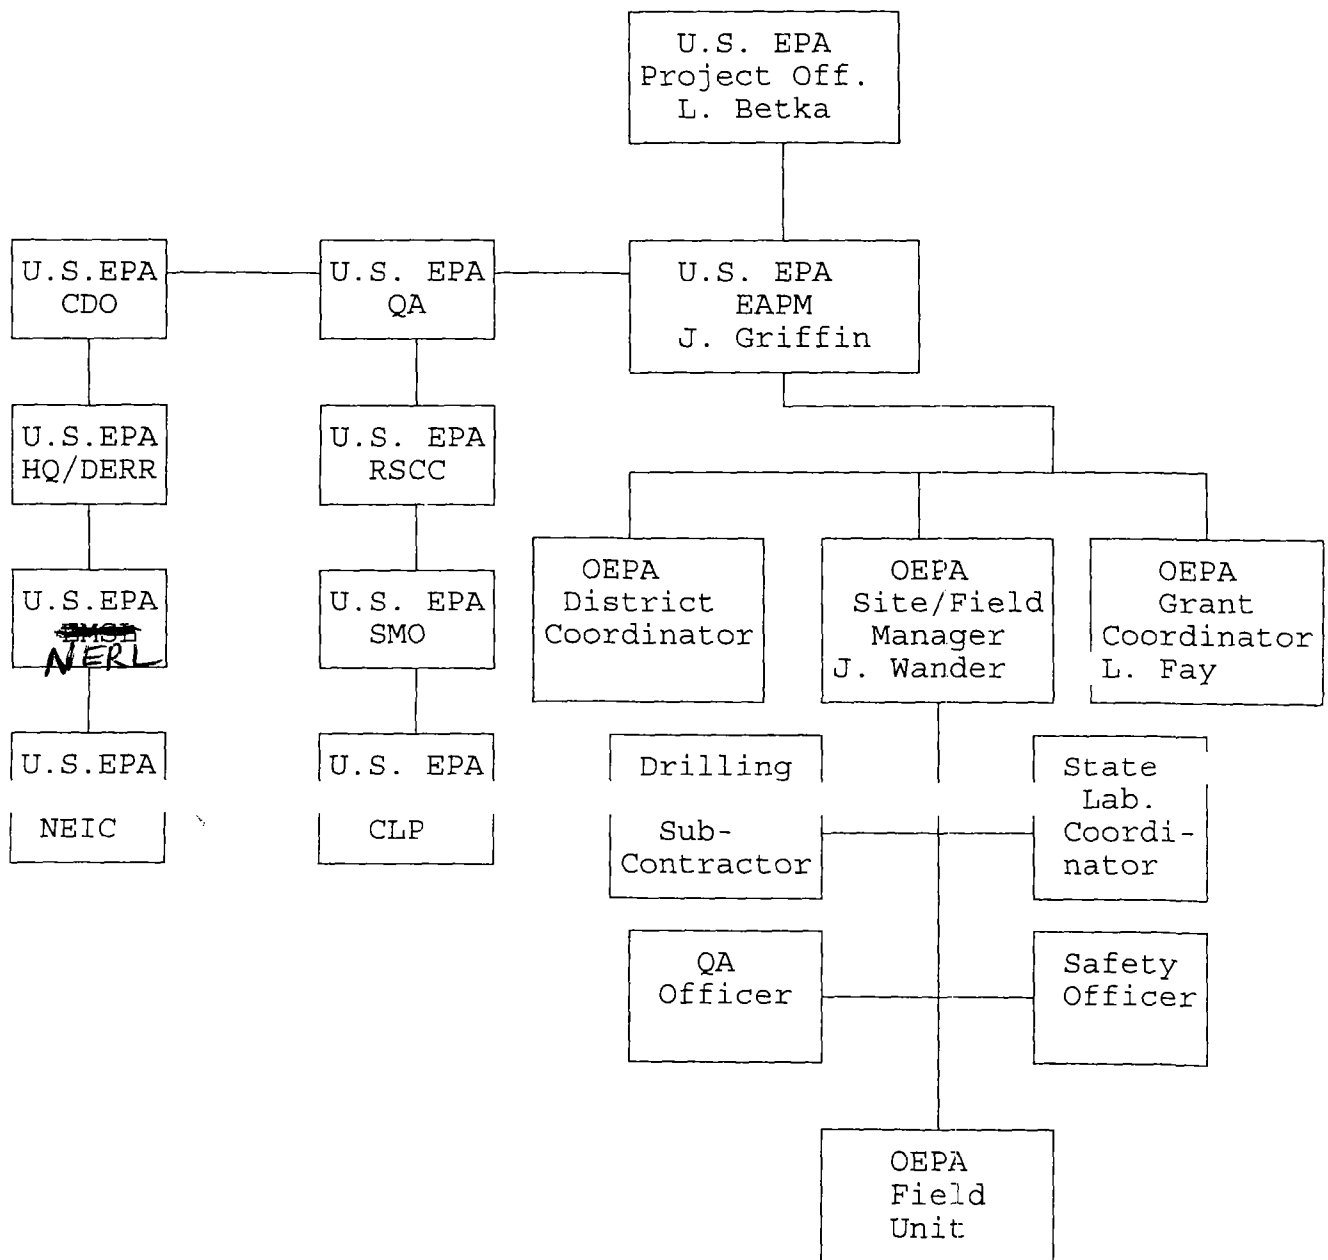 U.S. EPA
Project Off.
L. Betka
U.S.EPA
CDO
U.S. EPA
QA
U.S. EPA
EAPM
J. Griffin
U.S.EPA
HQ/DERR
U.S. EPA
RSCC
U.S.EPA
EMSL
NERL
U.S. EPA
SMO
OEPA
District
Coordinator
OEPA
Site/Field
Manager
J. Wander
OEPA
Grant
Coordinator
L. Fay
U.S.EPA
NEIC
U.S. EPA
CLP
Drilling
Sub-
Contractor
State
Lab.
Coordi-
nator
QA
Officer
Safety
Officer
OEPA
Field
Unit